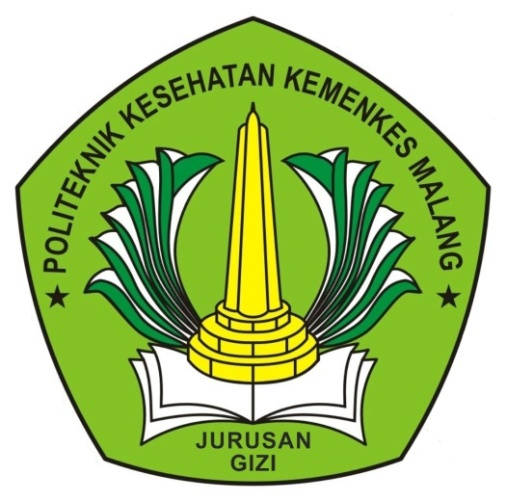 POLITEKNIK KESEHATAN KEMENKES MALANG
JURUSAN
GIZI